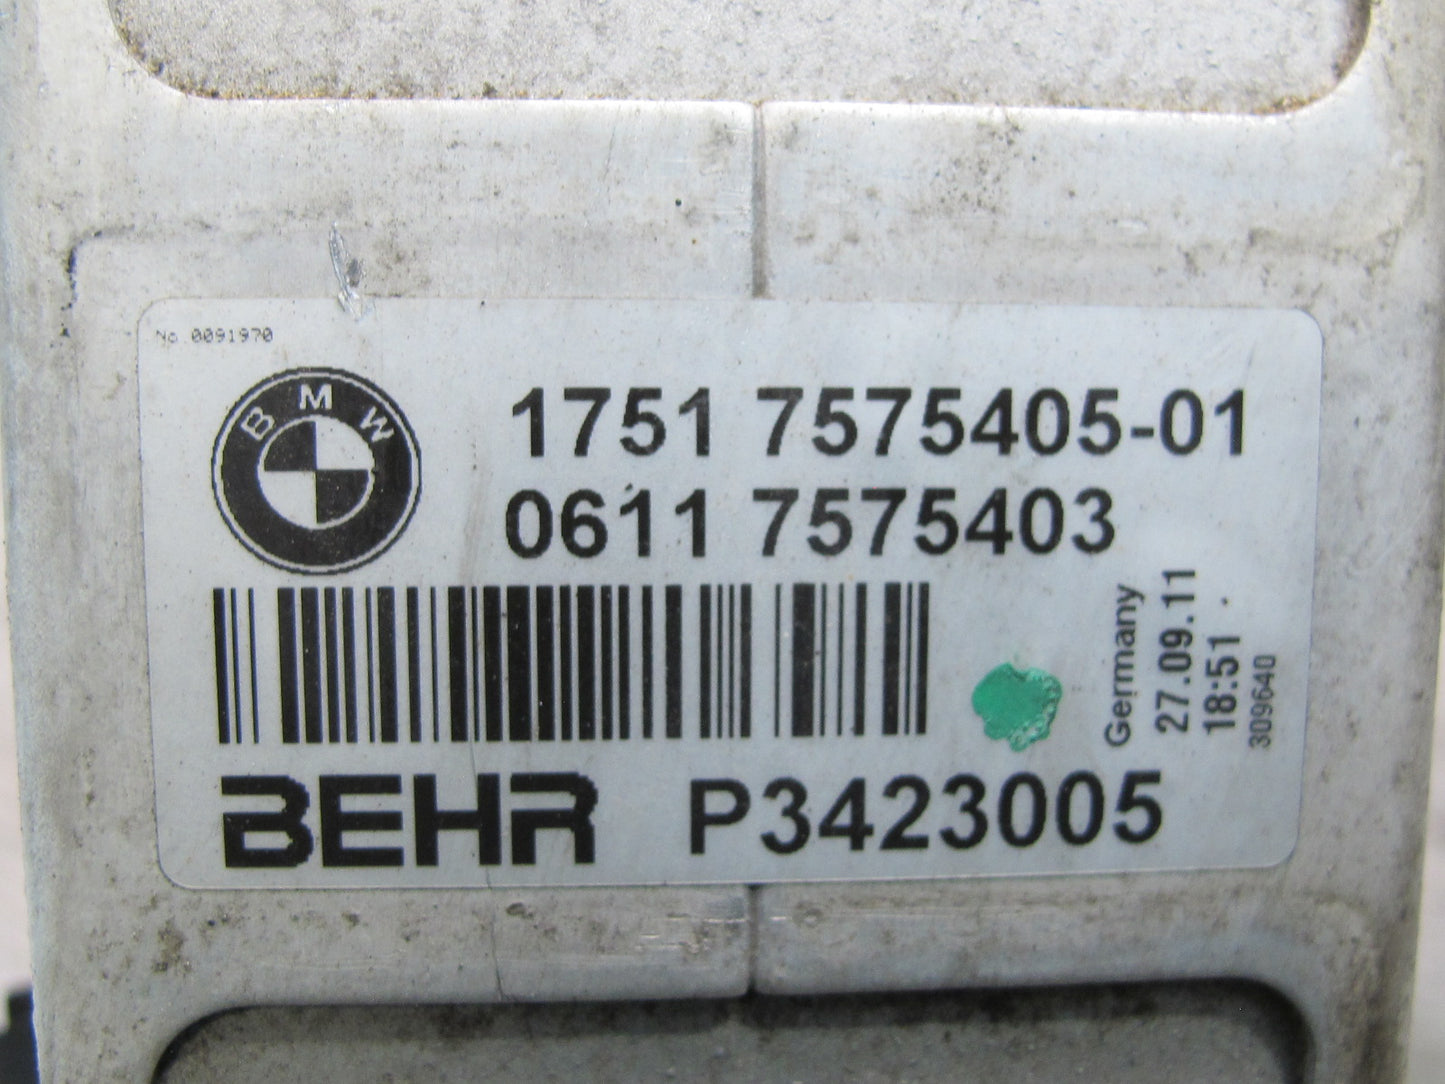 No 0091970
BMW
1751 7575405-01
0611 7575403
Germany
27.09.11
18:51
309640
BEHR P3423005